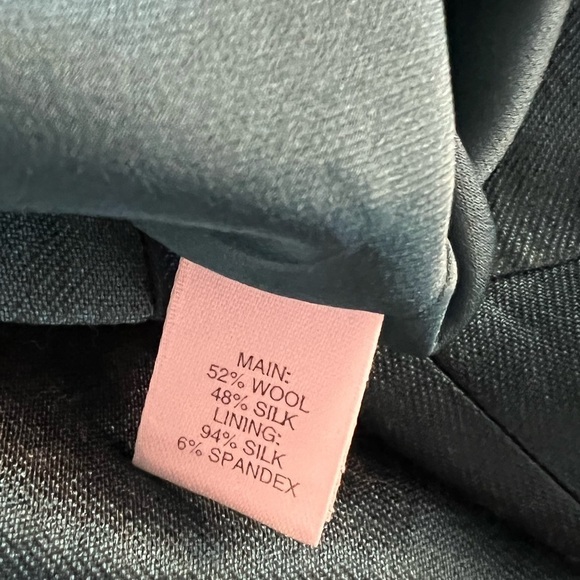 MAIN:
52% WOOL
48% SILK
LINING:
94% SILK
6% SPANDEX